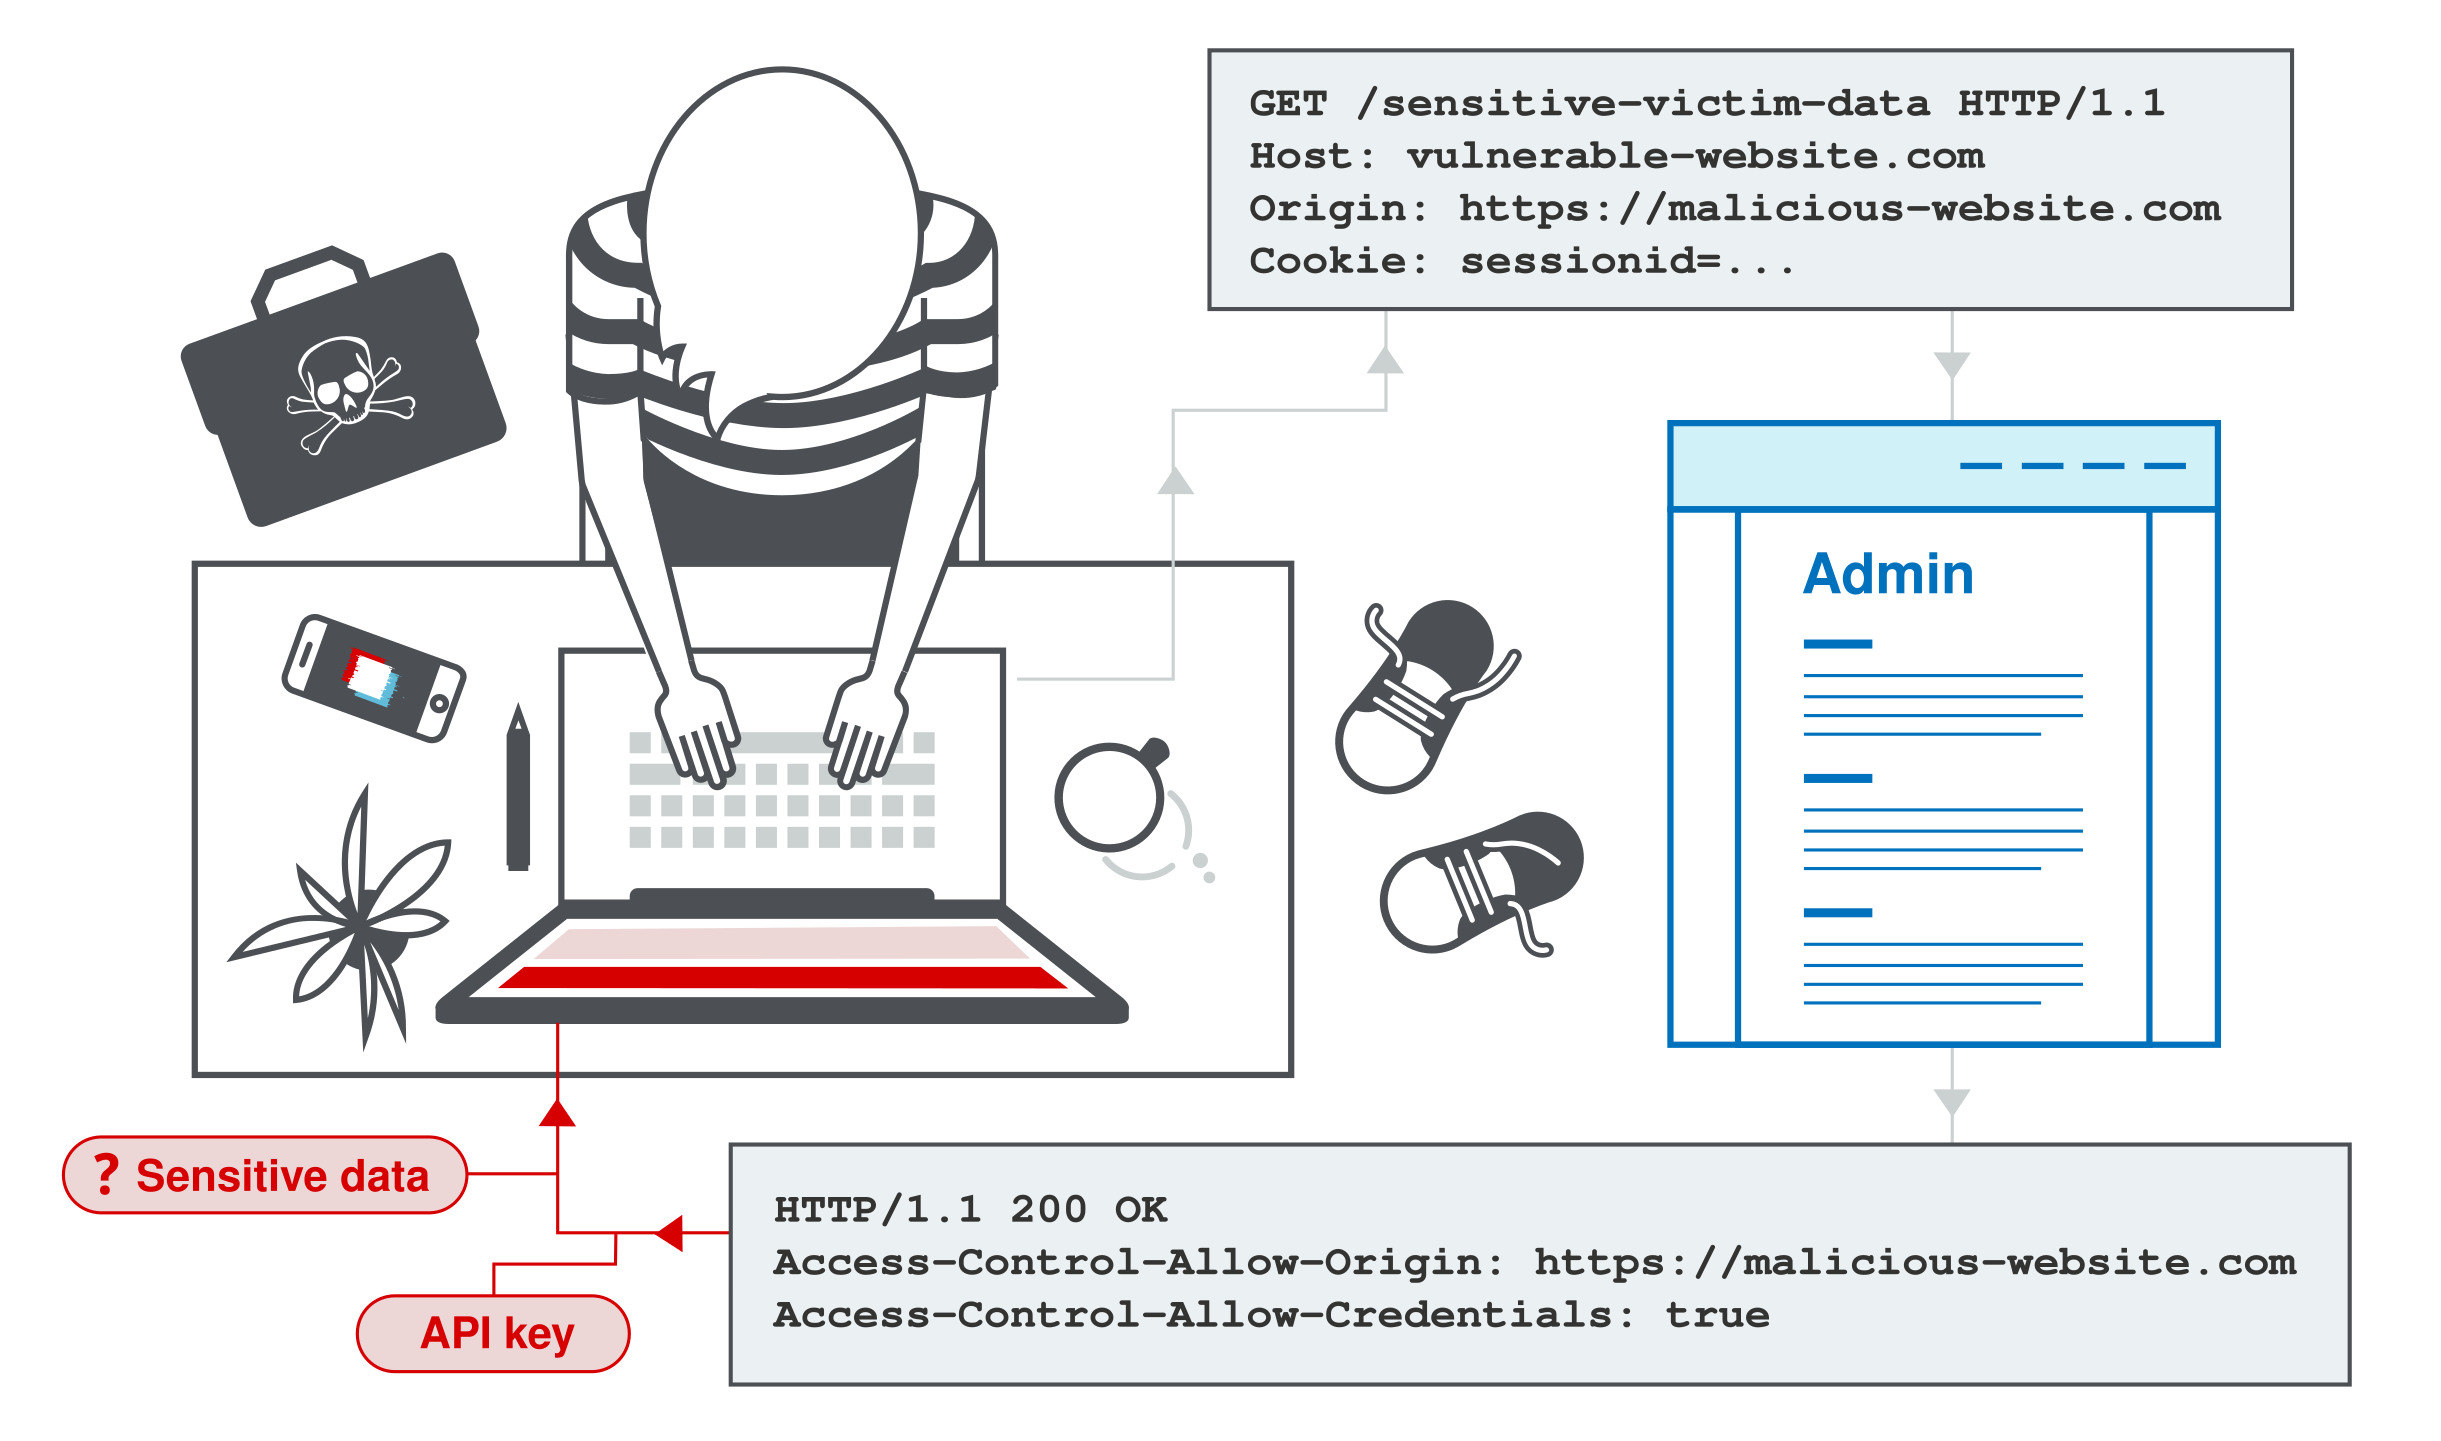 GET /sensitive-victim-data HTTP/1.1
Host: vulnerable-website.com
Origin: https://malicious-website.com
Cookie: sessionid=...
Admin
? Sensitive data
HTTP/1.1 200 OK
Access-Control-Allow-Origin: https://malicious-website.com
Access-Control-Allow-Credentials: true
API key